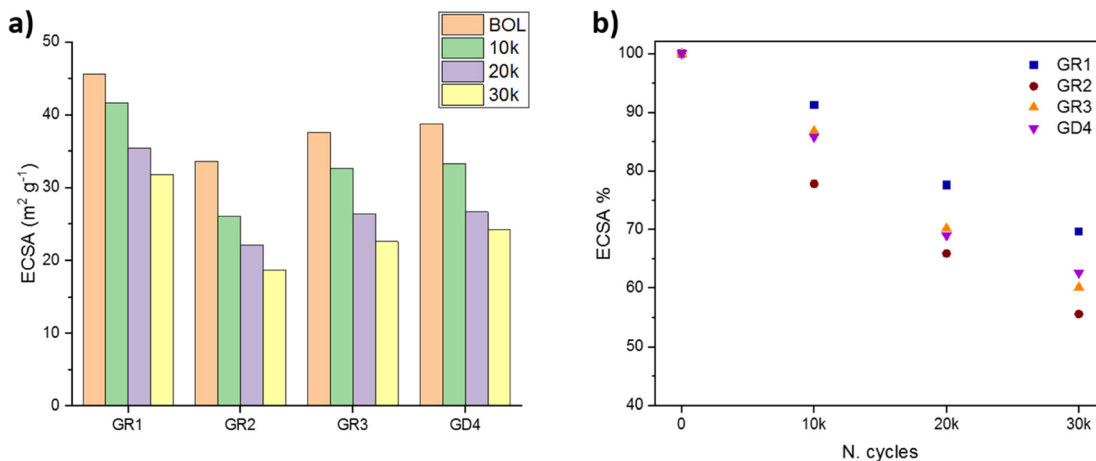 a)
BOL
10k
20k
30k
50
40
30
20
10
0
ECSA (m² g⁻¹)
GR1 GR2 GR3 GD4
b)
GR1
GR2
GR3
GD4
100
90
80
70
60
50
40
ECSA %
0 10k 20k 30k
N. cycles